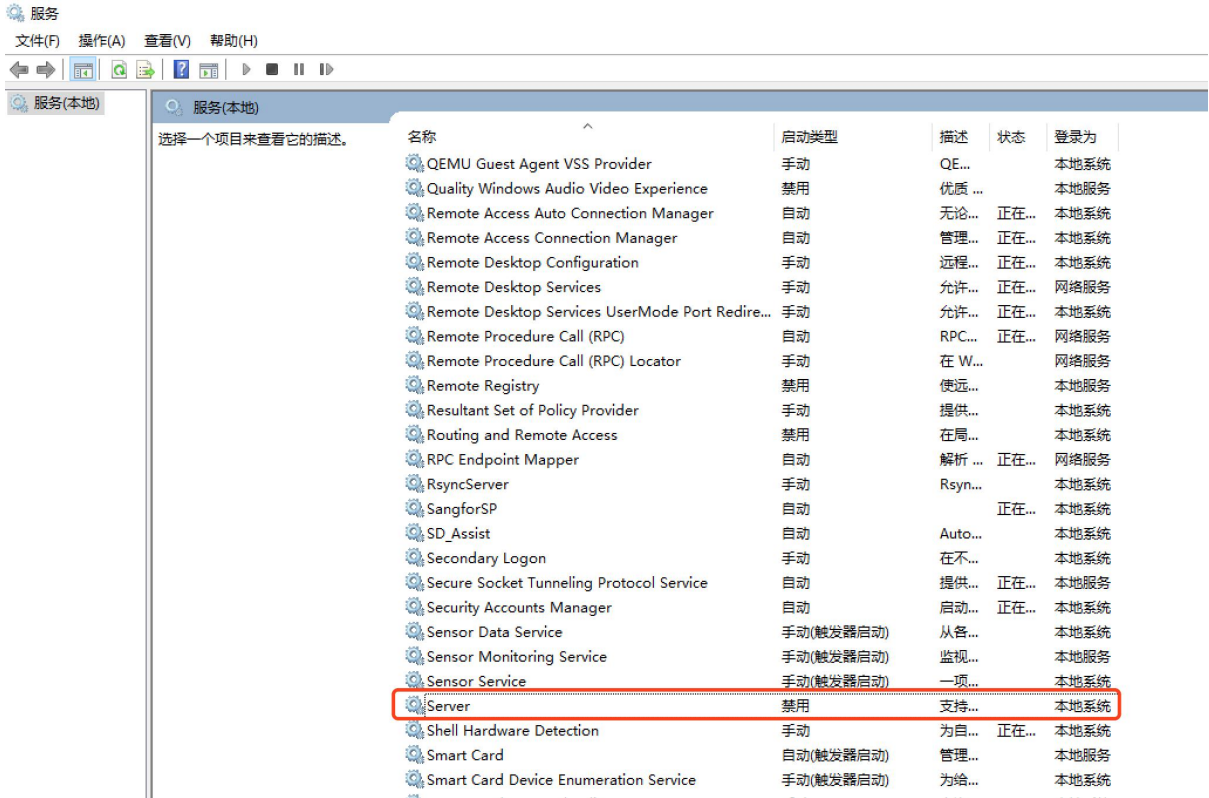 服务
文件(F) 操作(A) 查看(V) 帮助(H)
服务(本地)
服务(本地)
选择一个项目来查看它的描述。
名称 启动类型 描述 状态 登录为
QEMU Guest Agent VSS Provider 手动 QE... 本地系统
Quality Windows Audio Video Experience 禁用 优质 ... 本地服务
Remote Access Auto Connection Manager 自动 无论... 正在... 本地系统
Remote Access Connection Manager 自动 管理... 正在... 本地系统
Remote Desktop Configuration 手动 远程... 正在... 本地系统
Remote Desktop Services 手动 允许... 正在... 网络服务
Remote Desktop Services UserMode Port Redire... 手动 允许... 正在... 本地系统
Remote Procedure Call (RPC) 自动 RPC... 正在... 网络服务
Remote Procedure Call (RPC) Locator 手动 在 W... 网络服务
Remote Registry 禁用 使远... 本地服务
Resultant Set of Policy Provider 手动 提供... 本地系统
Routing and Remote Access 禁用 在局... 本地系统
RPC Endpoint Mapper 自动 解析 ... 正在... 网络服务
RsyncServer 手动 Rsyn... 本地系统
SangforSP 自动 正在... 本地系统
SD_Assist 自动 Auto... 本地系统
Secondary Logon 手动 在不... 本地系统
Secure Socket Tunneling Protocol Service 自动 提供... 正在... 本地服务
Security Accounts Manager 自动 启动... 正在... 本地系统
Sensor Data Service 手动(触发器启动) 从各... 本地系统
Sensor Monitoring Service 手动(触发器启动) 监视... 本地服务
Sensor Service 手动(触发器启动) 一项... 本地系统
Server 禁用 支持... 本地系统
Shell Hardware Detection 手动 为自... 正在... 本地系统
Smart Card 自动(触发器启动) 管理... 本地服务
Smart Card Device Enumeration Service 手动(触发器启动) 为给... 本地系统